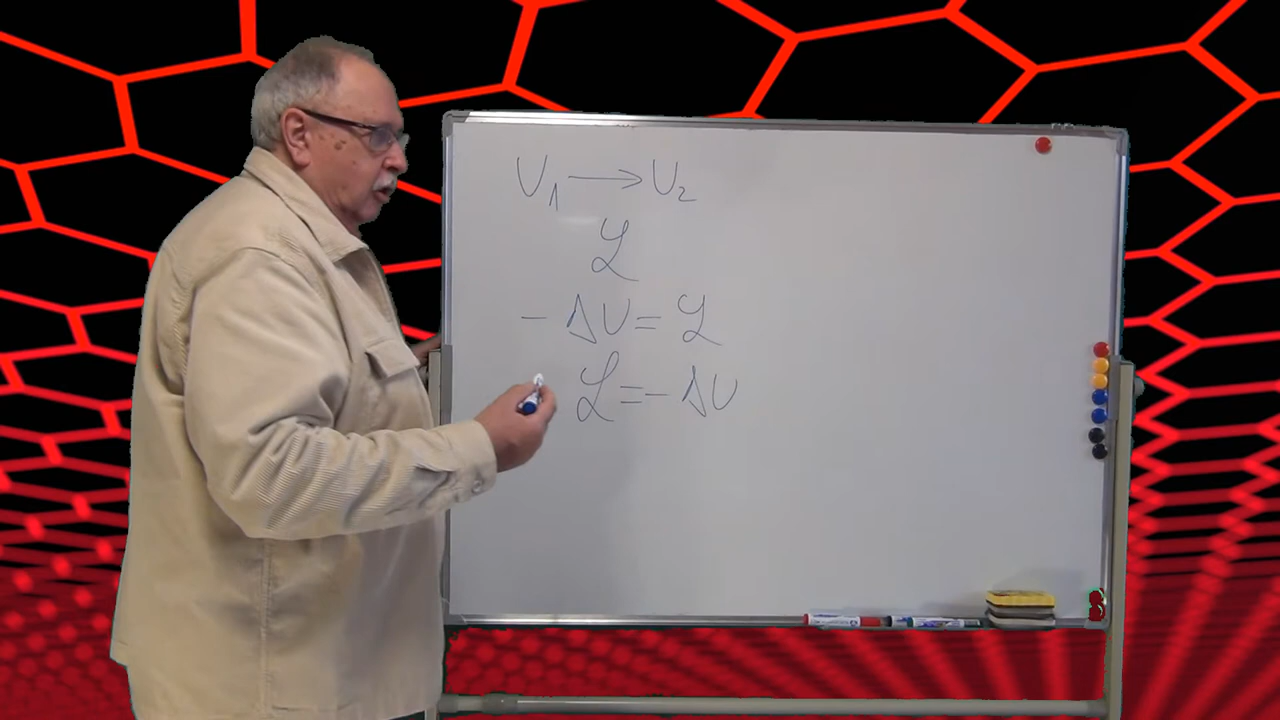 U₁ → U₂
ℒ
- ΔU = ℒ
ℒ = - ΔU